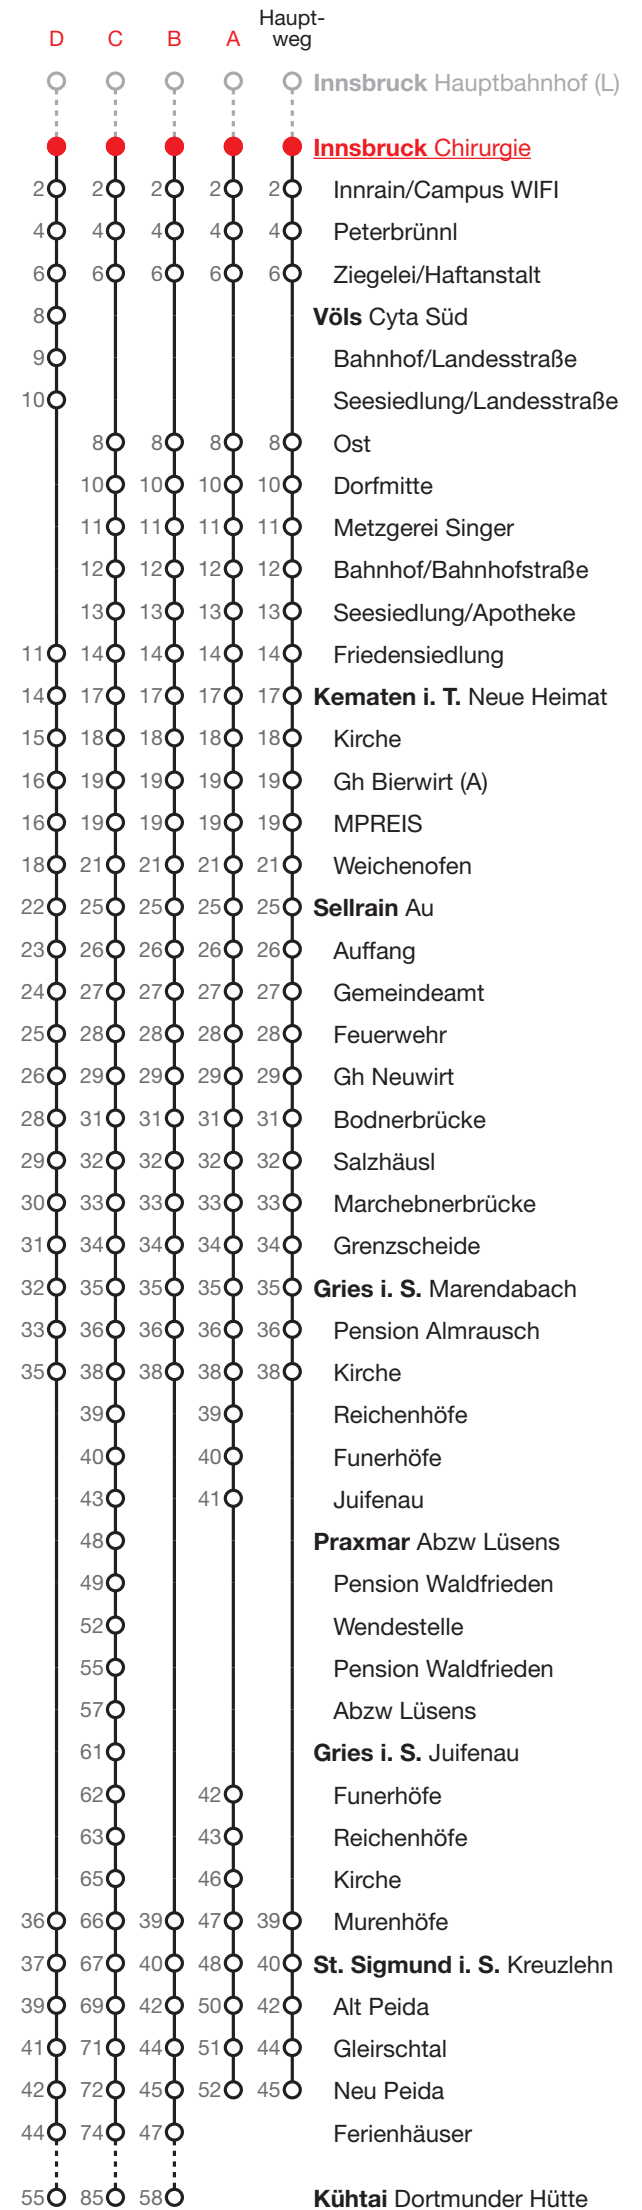 Haupt-
D C B A weg
Innsbruck Hauptbahnhof (L)
Innsbruck Chirurgie
2 2 2 2 2 Innrain/Campus WIFI
4 4 4 4 4 Peterbrünnl
6 6 6 6 6 Ziegelei/Haftanstalt
8 Völs Cyta Süd
9 Bahnhof/Landesstraße
10 Seesiedlung/Landesstraße
8 8 8 8 Ost
10 10 10 10 Dorfmitte
11 11 11 11 Metzgerei Singer
12 12 12 12 Bahnhof/Bahnhofstraße
13 13 13 13 Seesiedlung/Apotheke
11 14 14 14 14 Friedensiedlung
14 17 17 17 17 Kematen i. T. Neue Heimat
15 18 18 18 18 Kirche
16 19 19 19 19 Gh Bierwirt (A)
16 19 19 19 19 MPREIS
18 21 21 21 21 Weichenofen
22 25 25 25 25 Sellrain Au
23 26 26 26 26 Auffang
24 27 27 27 27 Gemeindeamt
25 28 28 28 28 Feuerwehr
26 29 29 29 29 Gh Neuwirt
28 31 31 31 31 Bodnerbrücke
29 32 32 32 32 Salzhäusl
30 33 33 33 33 Marchebnerbrücke
31 34 34 34 34 Grenzscheide
32 35 35 35 35 Gries i. S. Marendabach
33 36 36 36 36 Pension Almrausch
35 38 38 38 38 Kirche
39 39 Reichenhöfe
40 40 Funerhöfe
43 41 Juifenau
48 Praxmar Abzw Lüsens
49 Pension Waldfrieden
52 Wendestelle
55 Pension Waldfrieden
57 Abzw Lüsens
61 Gries i. S. Juifenau
62 42 Funerhöfe
63 43 Reichenhöfe
65 46 Kirche
36 66 39 47 39 Murenhöfe
37 67 40 48 40 St. Sigmund i. S. Kreuzlehn
39 69 42 50 42 Alt Peida
41 71 44 51 44 Gleirschtal
42 72 45 52 45 Neu Peida
44 74 47 Ferienhäuser
55 85 58 Kühtai Dortmunder Hütte